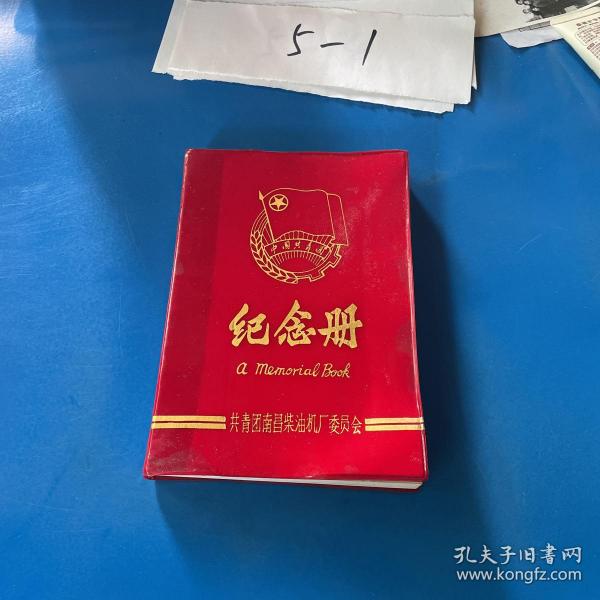 5-1
中国共青团
纪念册
a Memorial Book
共青团南昌柴油机厂委员会
孔夫子旧书网
www.kongfz.com